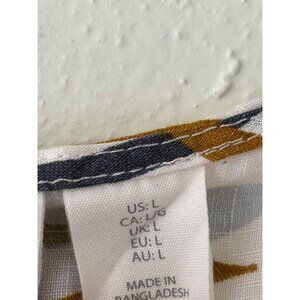 US: L
CA: L/G
UK: L
EU: L
AU: L
MADE IN
BANGLADESH